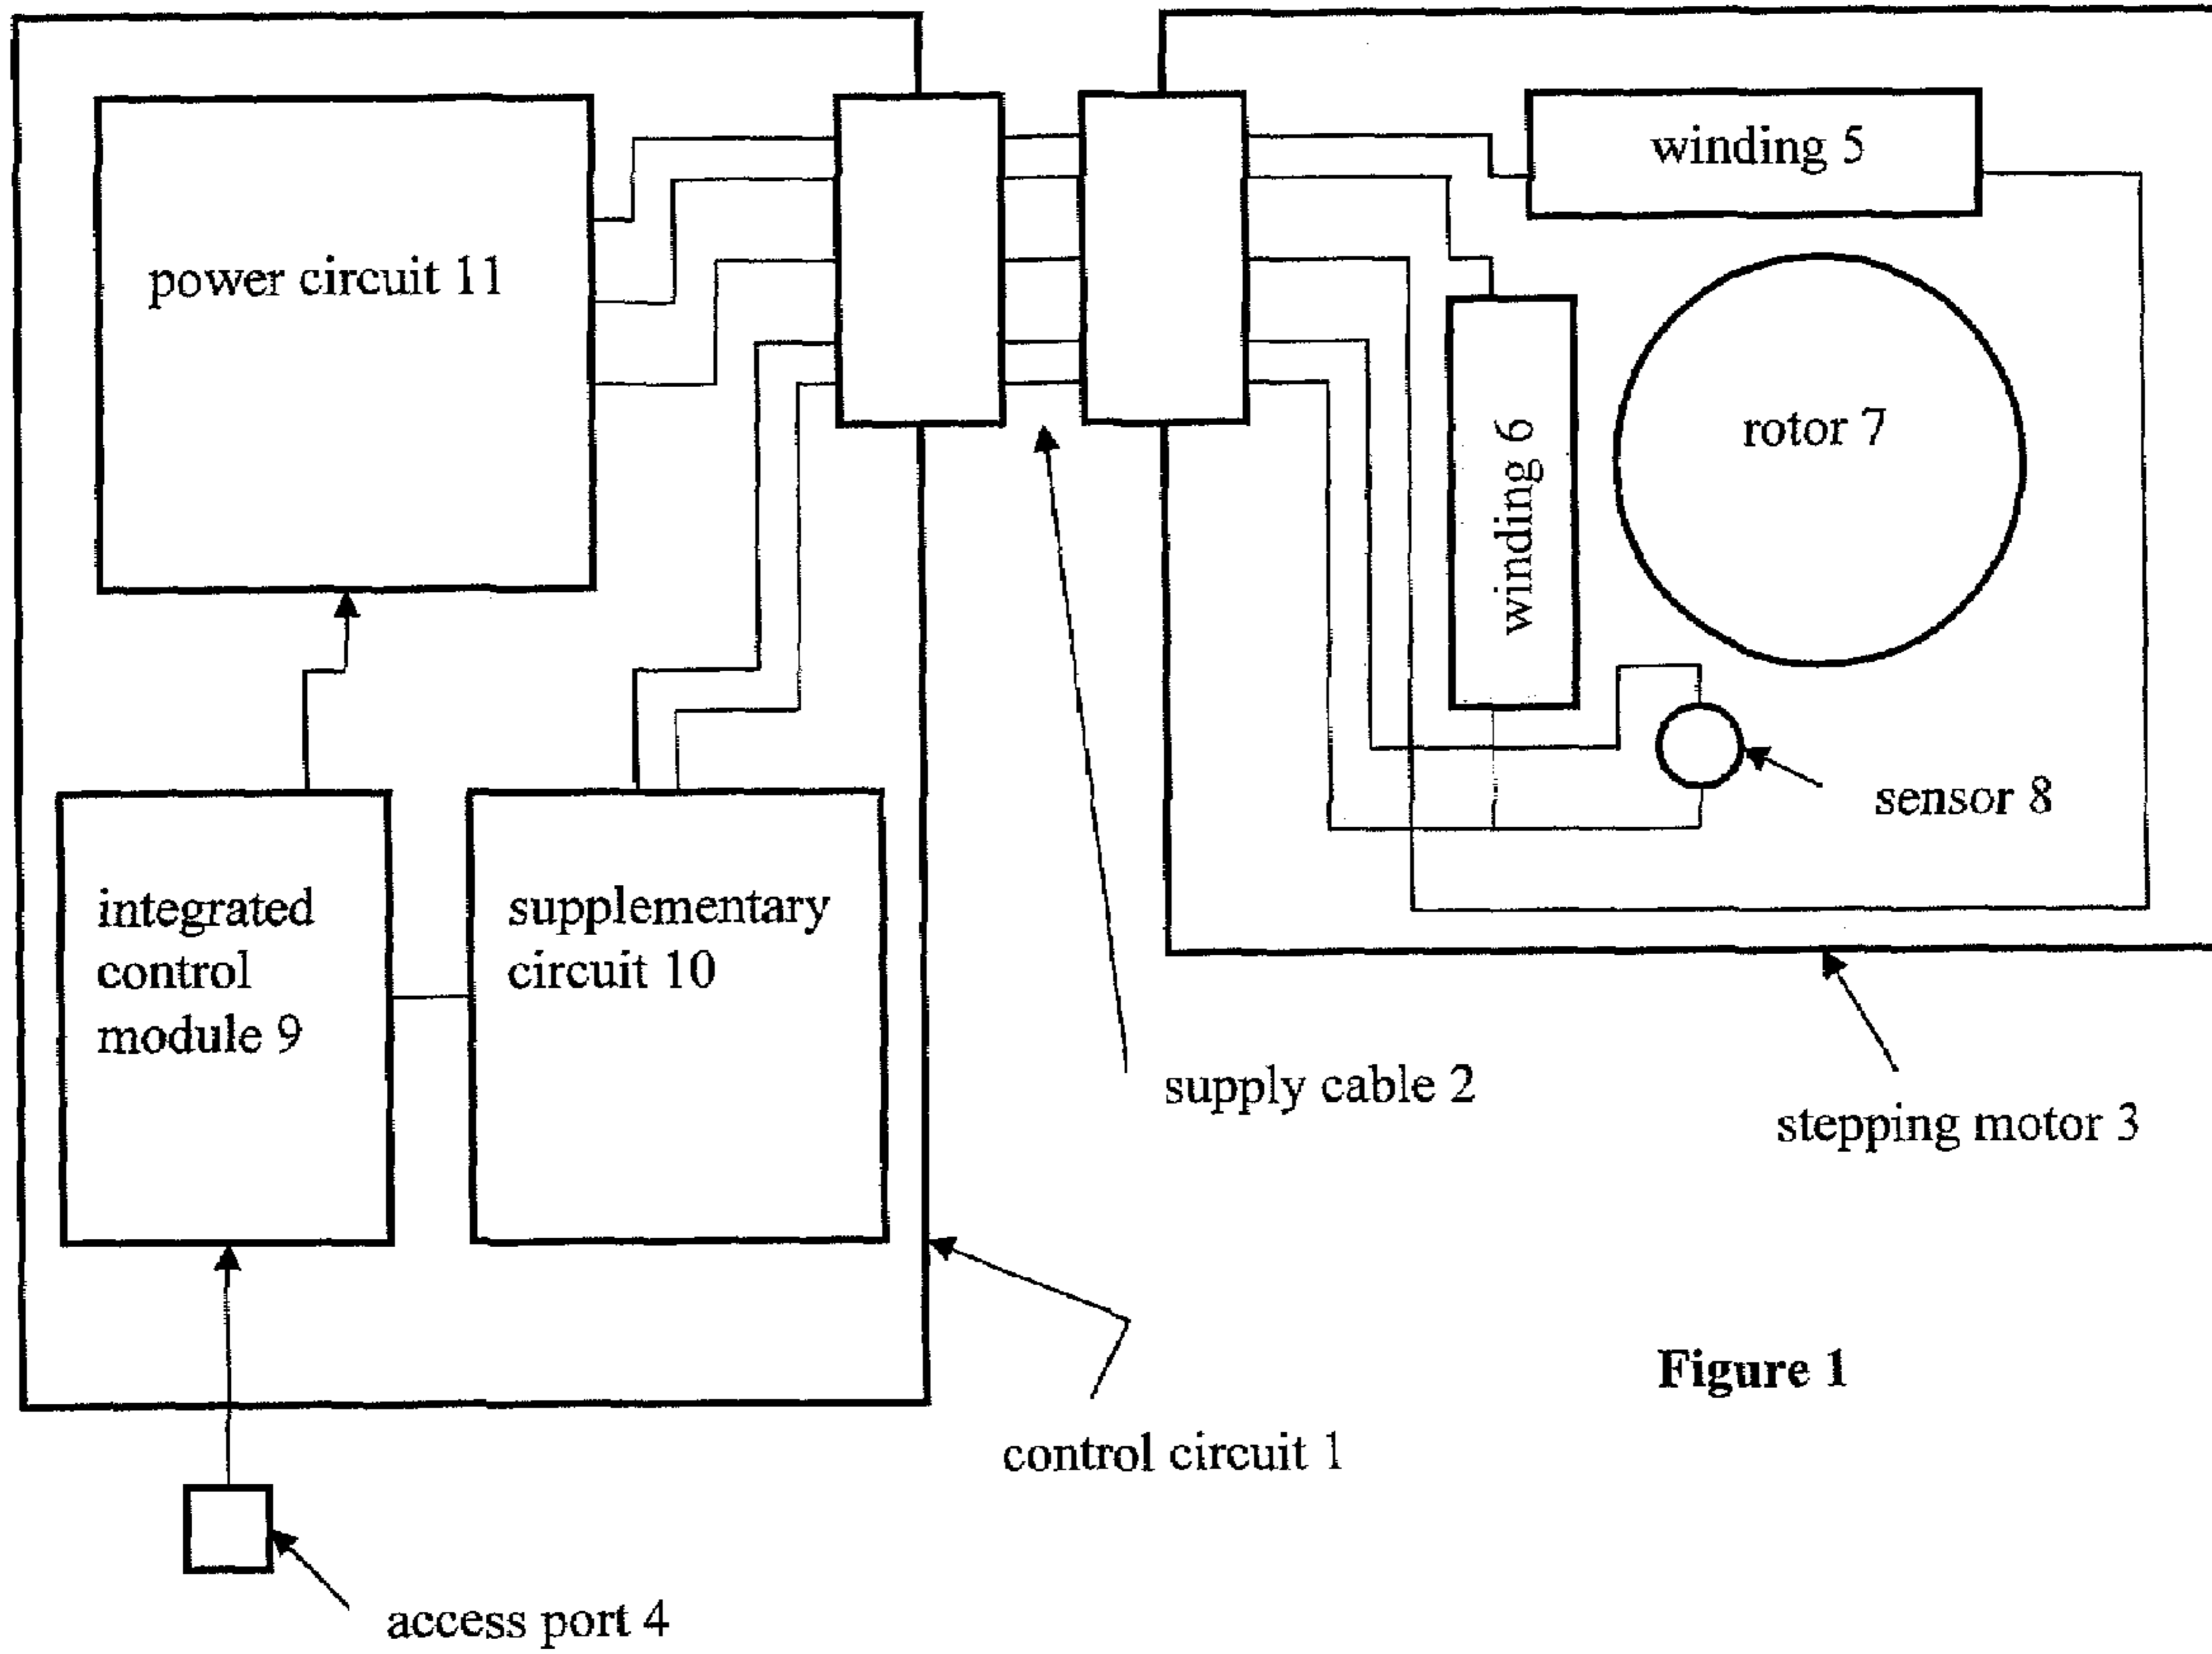 winding 5
power circuit 11
rotor 7
winding 6
sensor 8
integrated
control
module 9
supplementary
circuit 10
supply cable 2
stepping motor 3
Figure 1
control circuit 1
access port 4